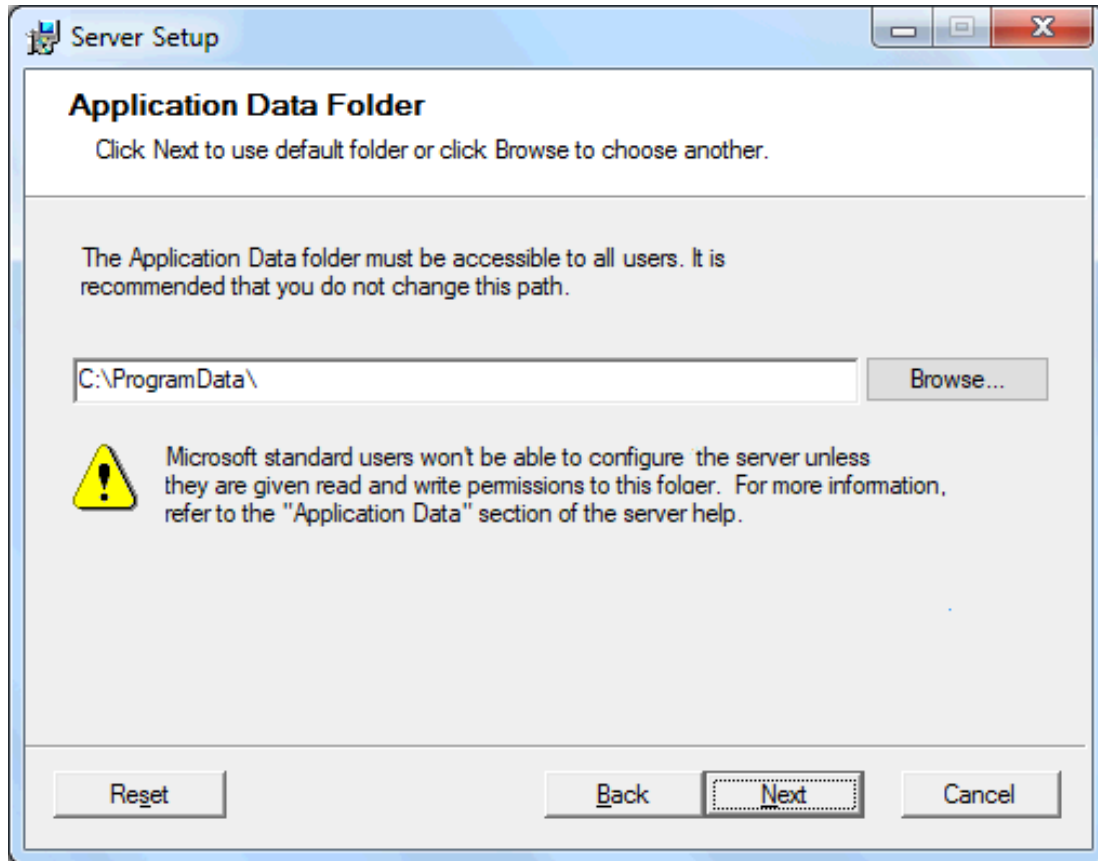 Server Setup
Application Data Folder
Click Next to use default folder or click Browse to choose another.
The Application Data folder must be accessible to all users. It is
recommended that you do not change this path.
C:\ProgramData\
Browse...
Microsoft standard users won't be able to configure the server unless
they are given read and write permissions to this folder. For more information,
refer to the "Application Data" section of the server help.
Reset
Back
Next
Cancel